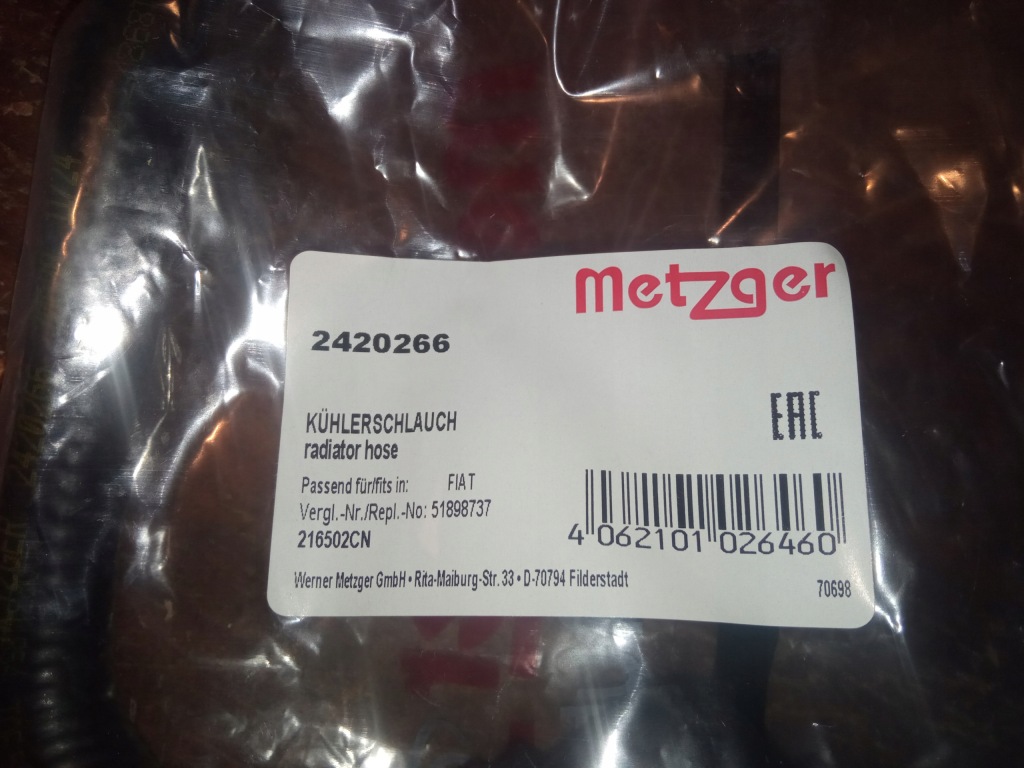 Metzger
2420266
KÜHLERSCHLAUCH
radiator hose
EAC
Passend für/fits in: FIAT
Vergl.-Nr./Repl.-No: 51898737
216502CN
4 062101 026460
Werner Metzger GmbH • Rita-Maiburg-Str. 33 • D-70794 Filderstadt
70698